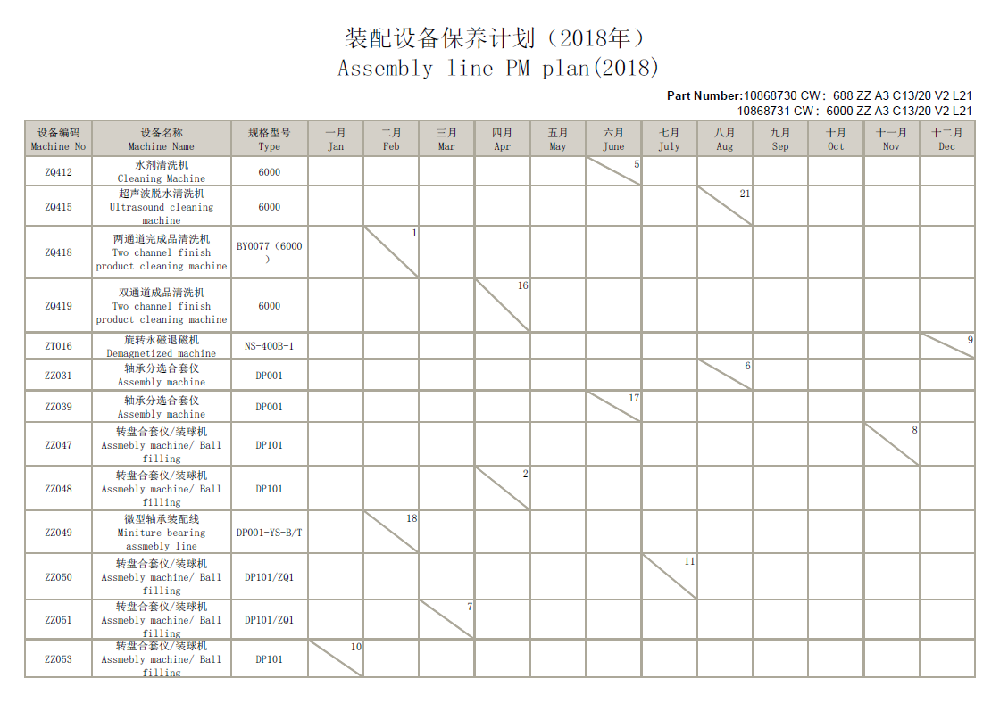 装配设备保养计划（2018年）
Assembly line PM plan(2018)
Part Number:10868730 CW： 688 ZZ A3 C13/20 V2 L21
10868731 CW： 6000 ZZ A3 C13/20 V2 L21
设备编码 设备名称 规格型号 一月 二月 三月 四月 五月 六月 七月 八月 九月 十月 十一月 十二月
Machine No Machine Name Type Jan Feb Mar Apr May June July Aug Sep Oct Nov Dec
ZQ412
水剂清洗机
Cleaning Machine
6000
5
ZQ415
超声波脱水清洗机
Ultrasound cleaning
machine
6000
21
ZQ418
两通道完成品清洗机
Two channel finish
product cleaning machine
BY0077（6000
）
1
ZQ419
双通道成品清洗机
Two channel finish
product cleaning machine
6000
16
ZT016
旋转永磁退磁机
Demagnetized machine
NS-400B-1
9
ZZ031
轴承分选合套仪
Assembly machine
DP001
6
ZZ039
轴承分选合套仪
Assembly machine
DP001
17
ZZ047
转盘合套仪/装球机
Assmebly machine/ Ball
filling
DP101
8
ZZ048
转盘合套仪/装球机
Assmebly machine/ Ball
filling
DP101
2
ZZ049
微型轴承装配线
Miniture bearing
assmebly line
DP001-YS-B/T
18
ZZ050
转盘合套仪/装球机
Assmebly machine/ Ball
filling
DP101/ZQ1
11
ZZ051
转盘合套仪/装球机
Assmebly machine/ Ball
filling
DP101/ZQ1
7
ZZ053
转盘合套仪/装球机
Assmebly machine/ Ball
filling
DP101
10